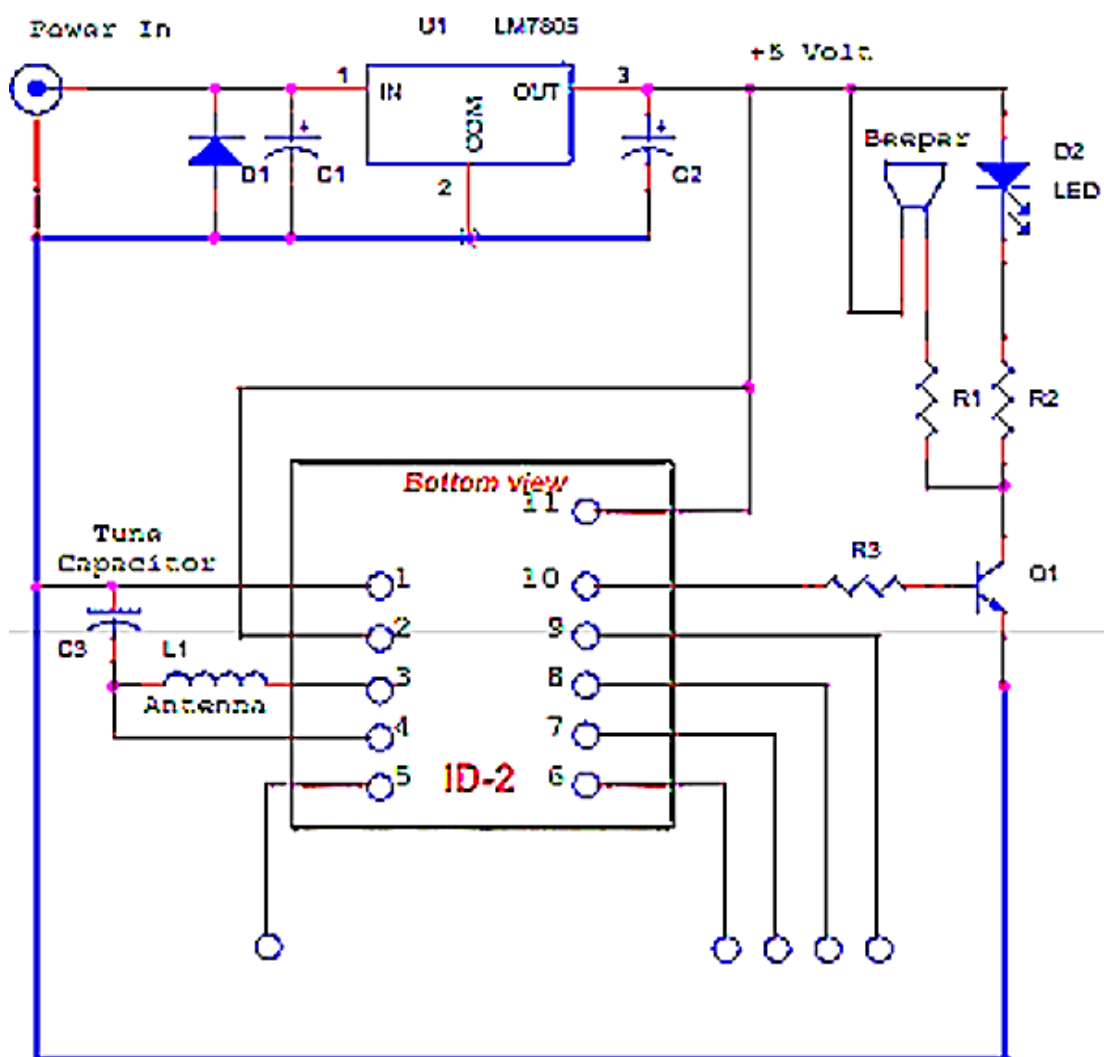 Power In
U1 LM7805
+5 Volt
1
IN
OUT
3
COM
2
D1
C1
C2
Beeper
D2
LED
R1
R2
Bottom view
11
Tune
Capacitor
1
10
R3
Q1
2
9
C3
L1
3
8
Antenna
4
7
5
ID-2
6